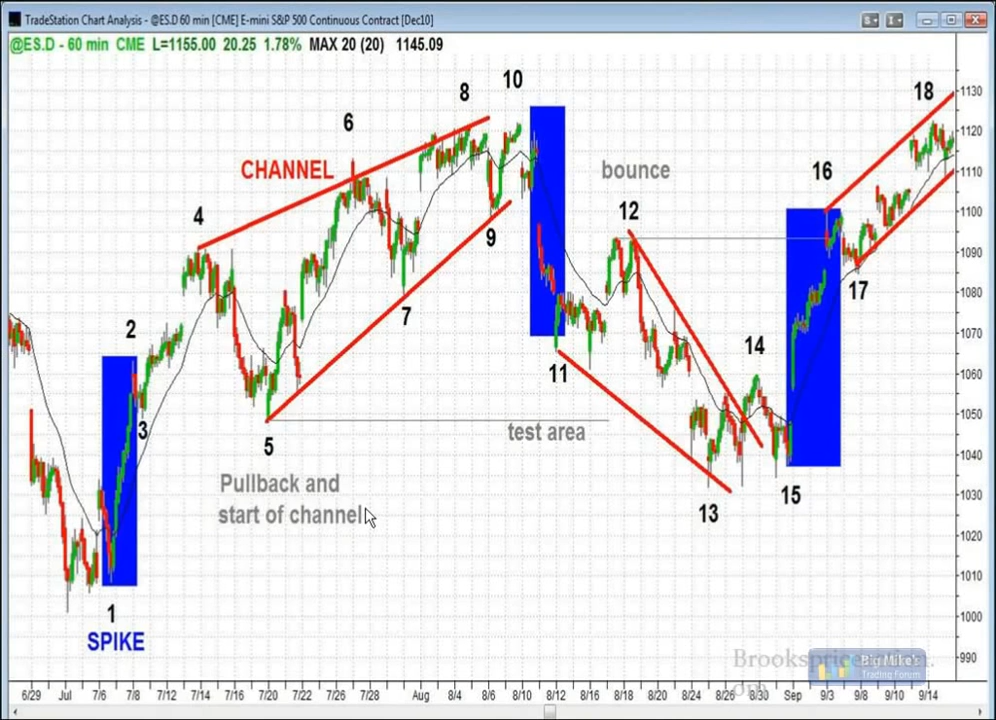 TradeStation Chart Analysis - @ES.D 60 min [CME] E-mini S&P 500 Continuous Contract [Dec10]
@ES.D - 60 min CME L=1155.00 20.25 1.78% MAX 20 (20) 1145.09
10
8
18
6
1130
1120
CHANNEL
bounce
16
1110
4
12
1100
9
1090
17
1080
7
2
14
1070
11
1060
3
1050
5
test area
1040
Pullback and
start of channel
15
1030
13
1020
1010
1
1000
SPIKE
990
Brookspriceaction.
om
Big Mike's
Trading Forum
6/29 Jul 7/6 7/8 7/12 7/14 7/16 7/20 7/22 7/26 7/28 Aug 8/4 8/6 8/10 8/12 8/16 8/18 8/20 8/24 8/26 8/30 Sep 9/3 9/8 9/10 9/14